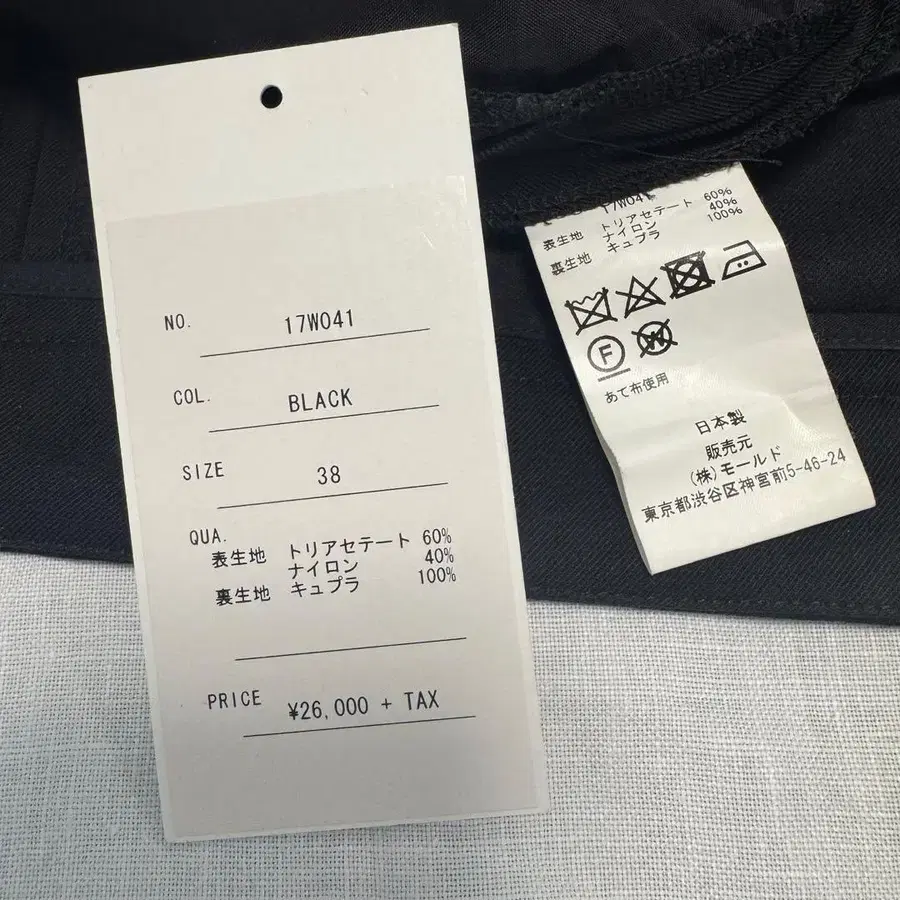 NO. 17W041
COL. BLACK
SIZE 38
QUA.
表生地 トリアセテート 60%
ナイロン 40%
裏生地 キュプラ 100%
PRICE ¥26,000 + TAX
17W041
表生地 トリアセテート 60%
ナイロン 40%
裏生地 キュプラ 100%
F
W
あて布使用
日本製
販売元
(株)モールド
東京都渋谷区神宮前5-46-24